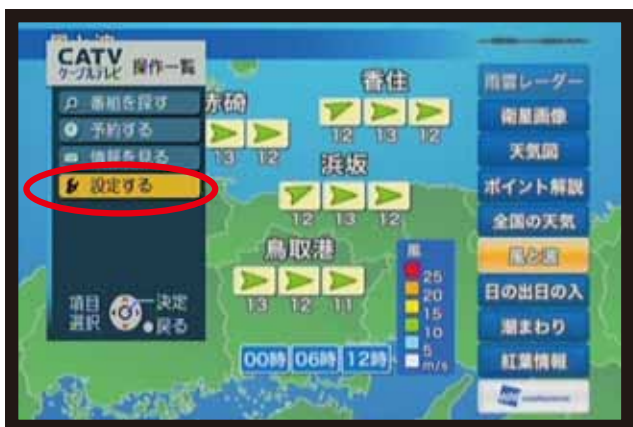 CATV
ケーブルテレビ 操作一覧
番組を探す
予約する
情報を見る
設定する
項目
選択
決定
戻る
赤碕
13 12
香住
12 13 12
浜坂
12 13 12
鳥取港
13 12 11
00時 06時 12時
風
25
20
15
10
5
m/s
雨雲レーダー
衛星画像
天気図
ポイント解説
全国の天気
風と波
日の出日の入
潮まわり
紅葉情報